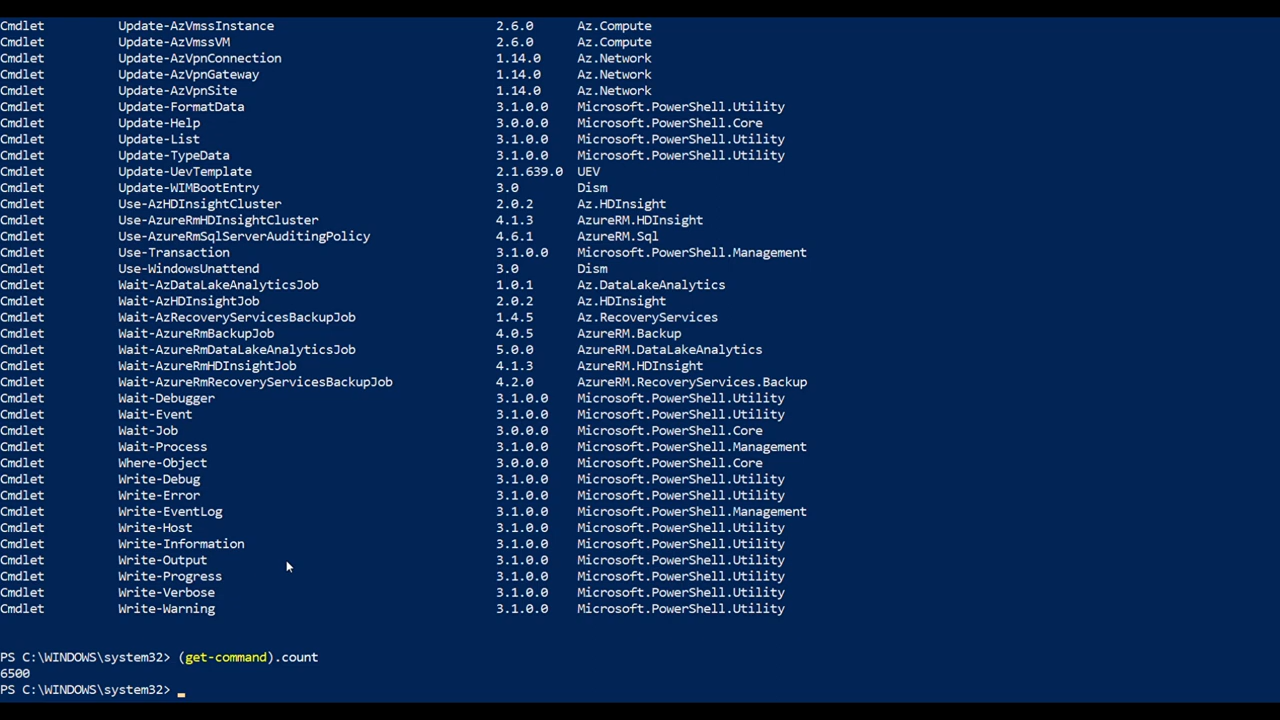 Cmdlet Update-AzVmssInstance 2.6.0 Az.Compute
Cmdlet Update-AzVmssVM 2.6.0 Az.Compute
Cmdlet Update-AzVpnConnection 1.14.0 Az.Network
Cmdlet Update-AzVpnGateway 1.14.0 Az.Network
Cmdlet Update-AzVpnSite 1.14.0 Az.Network
Cmdlet Update-FormatData 3.1.0.0 Microsoft.PowerShell.Utility
Cmdlet Update-Help 3.0.0.0 Microsoft.PowerShell.Core
Cmdlet Update-List 3.1.0.0 Microsoft.PowerShell.Utility
Cmdlet Update-TypeData 3.1.0.0 Microsoft.PowerShell.Utility
Cmdlet Update-UevTemplate 2.1.639.0 UEV
Cmdlet Update-WIMBootEntry 3.0 Dism
Cmdlet Use-AzHDInsightCluster 2.0.2 Az.HDInsight
Cmdlet Use-AzureRmHDInsightCluster 4.1.3 AzureRM.HDInsight
Cmdlet Use-AzureRmSqlServerAuditingPolicy 4.6.1 AzureRM.Sql
Cmdlet Use-Transaction 3.1.0.0 Microsoft.PowerShell.Management
Cmdlet Use-WindowsUnattend 3.0 Dism
Cmdlet Wait-AzDataLakeAnalyticsJob 1.0.1 Az.DataLakeAnalytics
Cmdlet Wait-AzHDInsightJob 2.0.2 Az.HDInsight
Cmdlet Wait-AzRecoveryServicesBackupJob 1.4.5 Az.RecoveryServices
Cmdlet Wait-AzureRmBackupJob 4.0.5 AzureRM.Backup
Cmdlet Wait-AzureRmDataLakeAnalyticsJob 5.0.0 AzureRM.DataLakeAnalytics
Cmdlet Wait-AzureRmHDInsightJob 4.1.3 AzureRM.HDInsight
Cmdlet Wait-AzureRmRecoveryServicesBackupJob 4.2.0 AzureRM.RecoveryServices.Backup
Cmdlet Wait-Debugger 3.1.0.0 Microsoft.PowerShell.Utility
Cmdlet Wait-Event 3.1.0.0 Microsoft.PowerShell.Utility
Cmdlet Wait-Job 3.0.0.0 Microsoft.PowerShell.Core
Cmdlet Wait-Process 3.1.0.0 Microsoft.PowerShell.Management
Cmdlet Where-Object 3.0.0.0 Microsoft.PowerShell.Core
Cmdlet Write-Debug 3.1.0.0 Microsoft.PowerShell.Utility
Cmdlet Write-Error 3.1.0.0 Microsoft.PowerShell.Utility
Cmdlet Write-EventLog 3.1.0.0 Microsoft.PowerShell.Management
Cmdlet Write-Host 3.1.0.0 Microsoft.PowerShell.Utility
Cmdlet Write-Information 3.1.0.0 Microsoft.PowerShell.Utility
Cmdlet Write-Output 3.1.0.0 Microsoft.PowerShell.Utility
Cmdlet Write-Progress 3.1.0.0 Microsoft.PowerShell.Utility
Cmdlet Write-Verbose 3.1.0.0 Microsoft.PowerShell.Utility
Cmdlet Write-Warning 3.1.0.0 Microsoft.PowerShell.Utility
PS C:\WINDOWS\system32> (get-command).count
6500
PS C:\WINDOWS\system32>